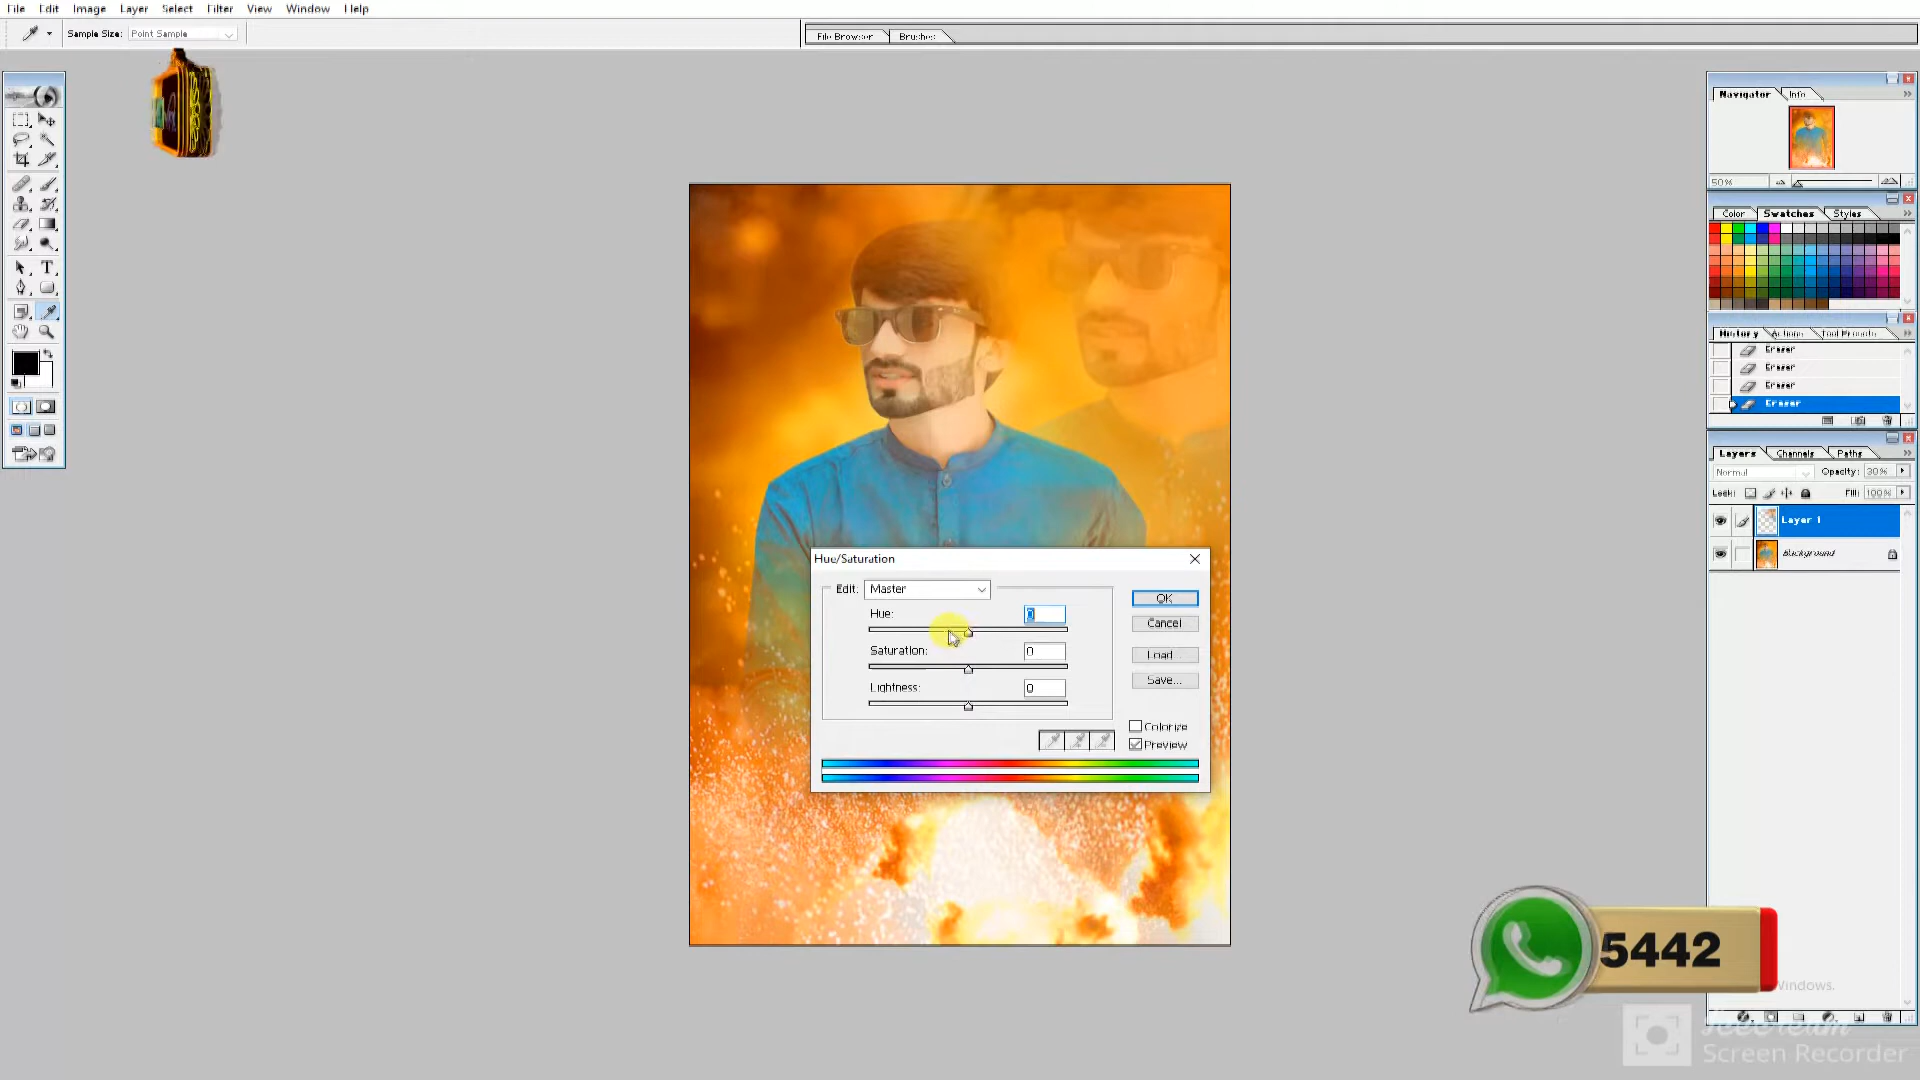 File Edit Image Layer Select Filter View Window Help
Sample Size: Point Sample
File Browser Brushes
Navigator Info
50%
Color Swatches Styles
History Actions Tool Presets
Eraser
Eraser
Eraser
Eraser
Layers Channels Paths
Normal Opacity: 30%
Lock: Fill: 100%
Layer 1
Background
Hue/Saturation
Edit: Master
Hue: 0
Saturation: 0
Lightness: 0
OK
Cancel
Load...
Save...
Colorize
Preview
5442
Windows.
Icecream
Screen Recorder